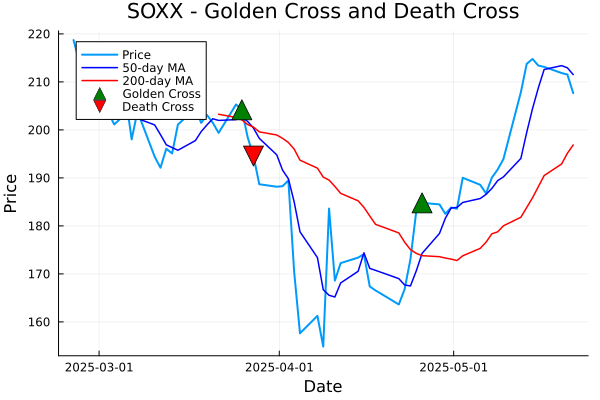 SOXX - Golden Cross and Death Cross
220
210
200
190
180
170
160
Price
50-day MA
200-day MA
Golden Cross
Death Cross
Price
2025-03-01
2025-04-01
2025-05-01
Date